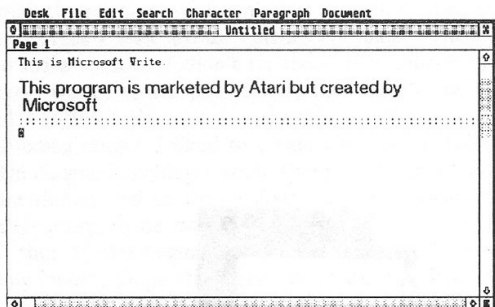 Desk File Edit Search Character Paragraph Document
Untitled
Page 1
This is Microsoft Write.
This program is marketed by Atari but created by
Microsoft